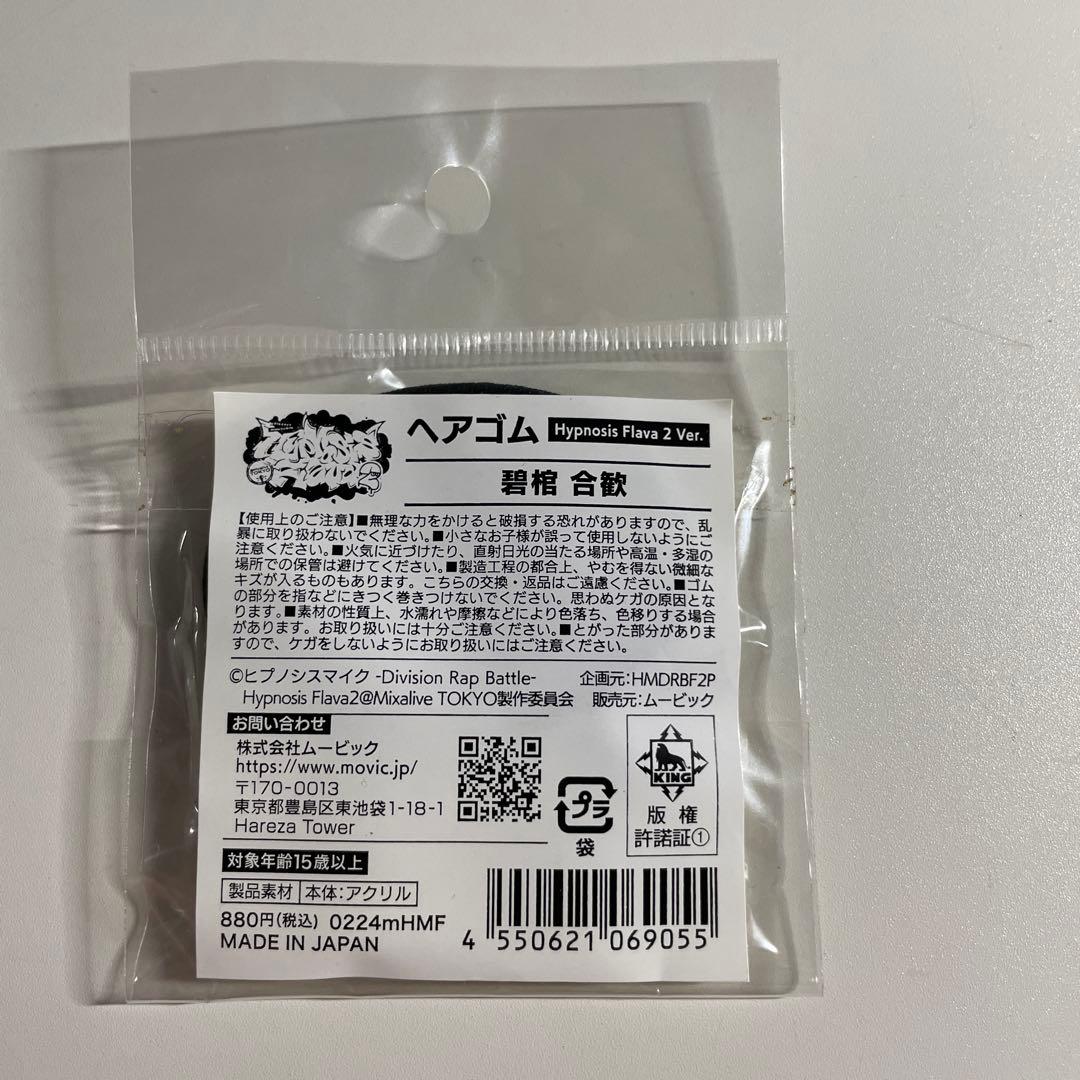 ヘアゴム Hypnosis Flava 2 Ver.
碧棺 合歓
【使用上のご注意】■無理な力をかけると破損する恐れがありますので、乱
暴に取り扱わないでください。■小さなお子様が誤って使用しないようにご
注意ください。■火気に近づけたり、直射日光の当たる場所や高温・多湿の
場所での保管は避けてください。■製造工程の都合上、やむを得ない微細な
キズが入るものもあります。こちらの交換・返品はご遠慮ください。■ゴム
の部分を指などにきつく巻きつけないでください。思わぬケガの原因とな
ります。■素材の性質上、水濡れや摩擦などにより色落ち、色移りする場合
があります。お取り扱いには十分ご注意ください。■とがった部分がありま
すので、ケガをしないようにお取り扱いにはご注意ください。
©ヒプノシスマイク -Division Rap Battle- 企画元:HMDRBF2P
Hypnosis Flava2@Mixalive TOKYO製作委員会 販売元:ムービック
お問い合わせ
株式会社ムービック
https://www.movic.jp/
〒170-0013
東京都豊島区東池袋1-18-1
Hareza Tower
プラ
袋
KING
版権
許諾証①
対象年齢15歳以上
製品素材 本体:アクリル
880円(税込) 0224mHMF
MADE IN JAPAN
4 550621 069055